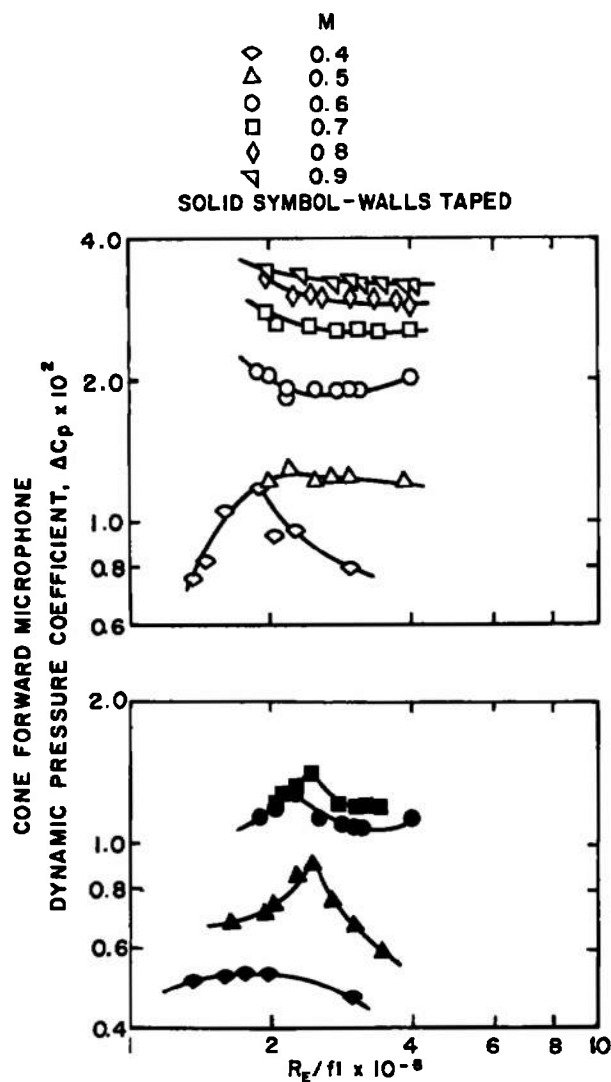 M
0.4
0.5
0.6
0.7
0 8
0.9
SOLID SYMBOL-WALLS TAPED
CONE FORWARD MICROPHONE
DYNAMIC PRESSURE COEFFICIENT, ΔCp x 10²
4.0
2.0
1.0
0.8
0.6
2.0
1.0
0.8
0.6
0.4
1 2 4 6 8 10
RE/f1 x 10⁻⁶